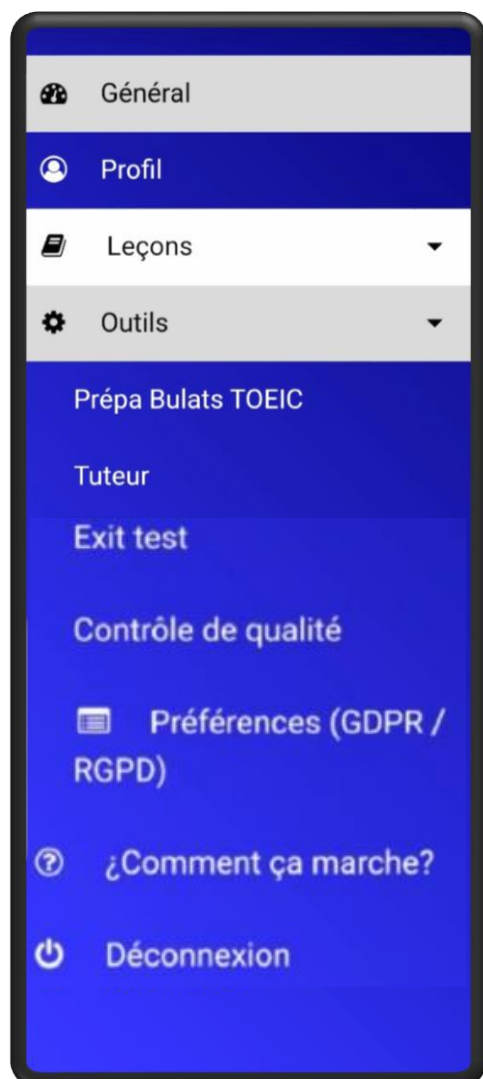 Général
Profil
Leçons
Outils
Prépa Bulats TOEIC
Tuteur
Exit test
Contrôle de qualité
Préférences (GDPR /
RGPD)
¿Comment ça marche?
Déconnexion